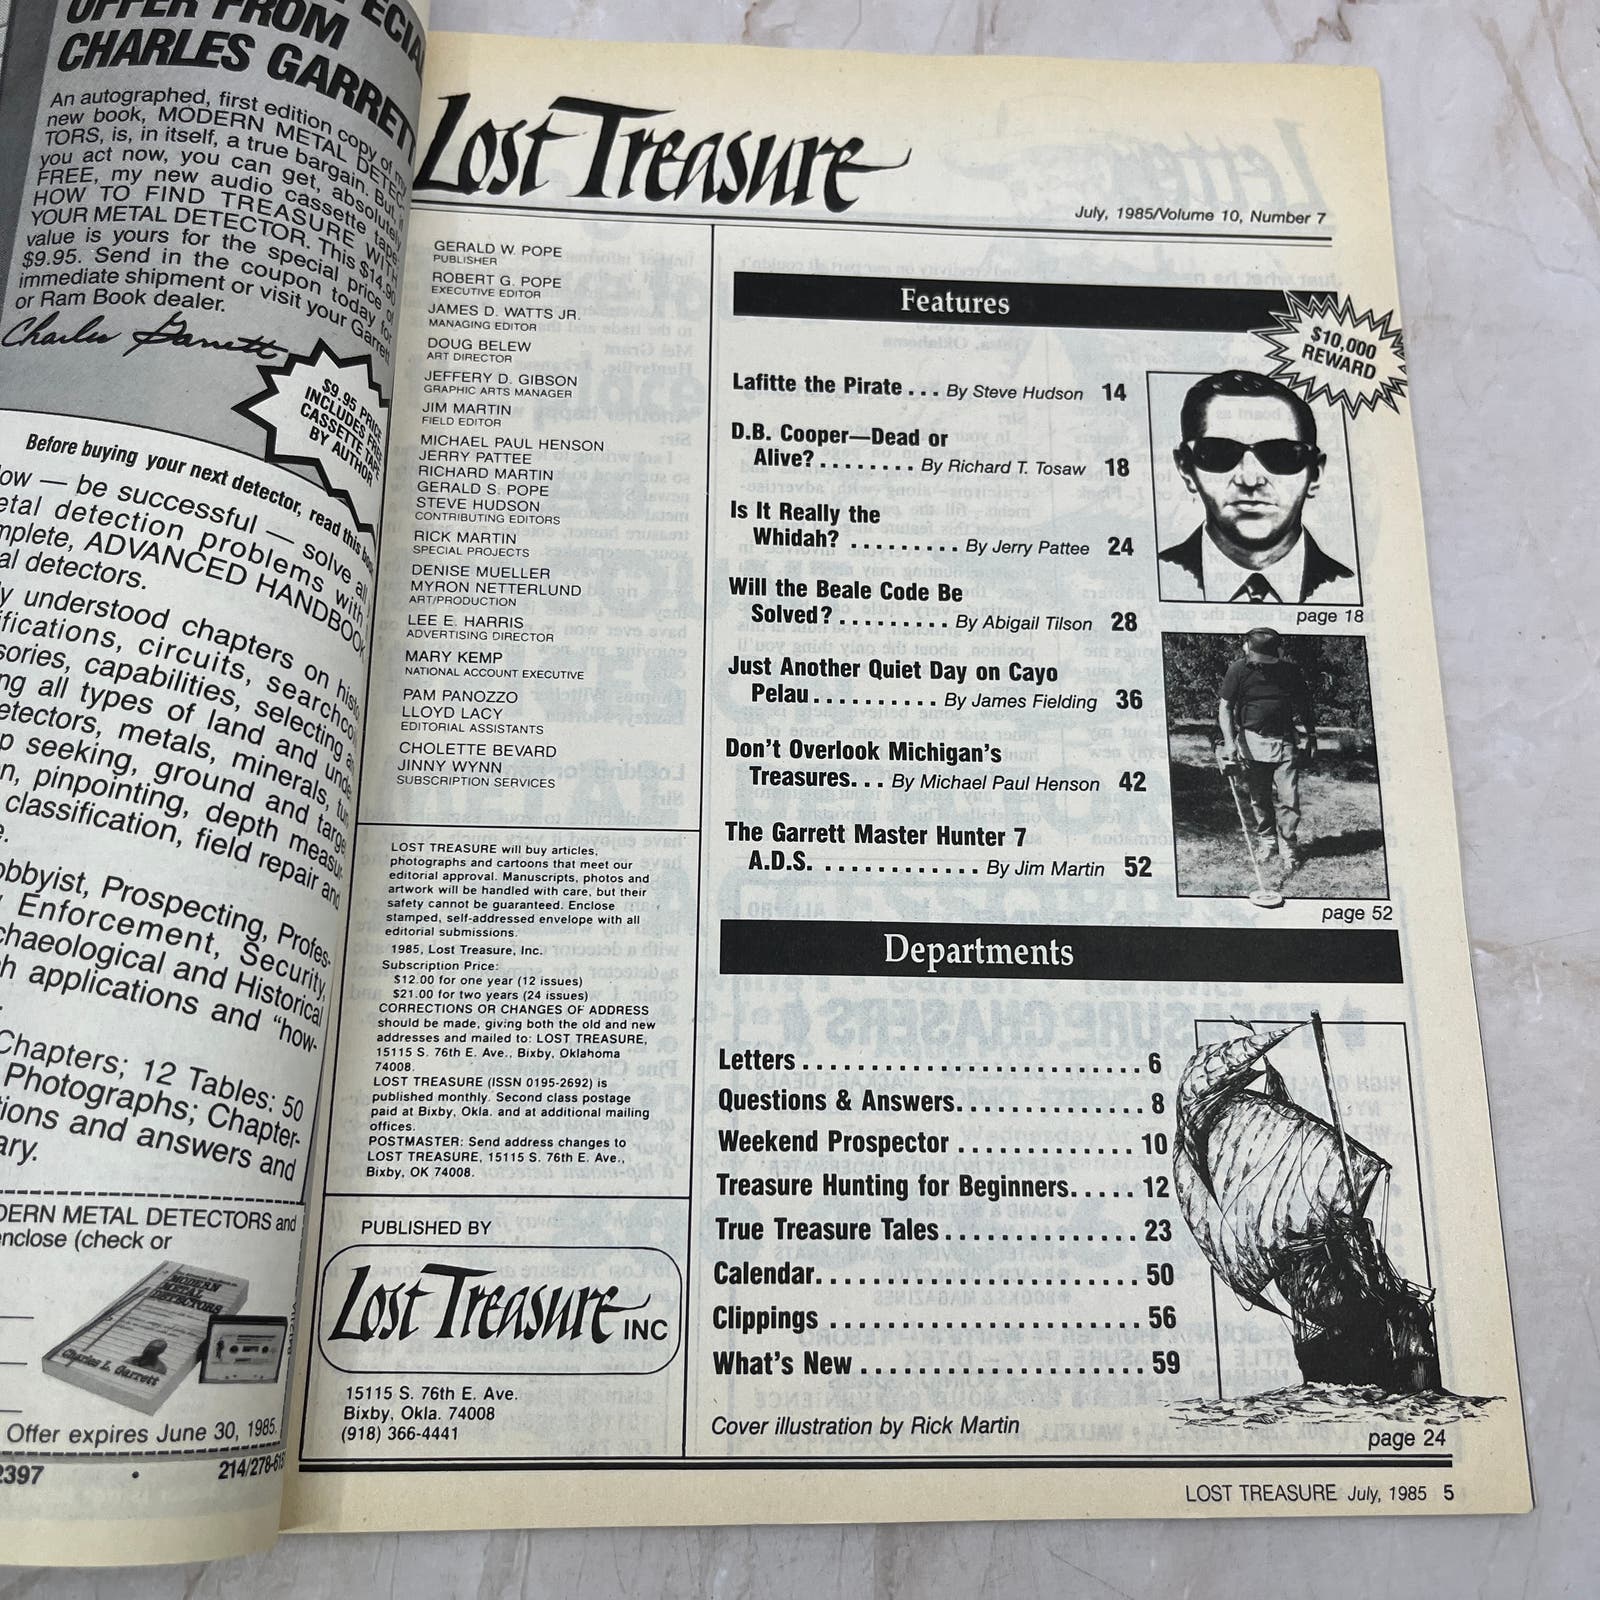 OFFER FROM
CHARLES GARRETT
An autographed, first edition copy of my
new book, MODERN METAL DETEC-
TORS, is, in itself, a true bargain. But, if
you act now, you can get, absolutely
FREE, my new audio cassette tape,
HOW TO FIND TREASURE WITH
YOUR METAL DETECTOR. This $14.90
value is yours for the special price of
$9.95. Send in the coupon today for
immediate shipment or visit your Garrett
or Ram Book dealer.
Charles Garrett
$9.95 PRICE
INCLUDES FREE
CASSETTE TAPE
BY AUTHOR
Before buying your next detector, read this book
— be successful — solve all
detection problems with
ADVANCED HANDBOOK
detectors.
understood chapters on
circuits,
capabilities, selecting
all types of land and
metals, minerals,
seeking, ground and
pinpointing, depth
classification, field repair and
Prospecting,
Enforcement, Security,
and Historical
applications and "how-
Chapters; 12 Tables: 50
Photographs; Chapter-
and answers and
METAL DETECTORS and
enclose (check or
MODERN
METAL
DETECTORS
Charles L. Garrett
Offer expires June 30, 1985.
2397 • 214/278-
Lost Treasure
July, 1985/Volume 10, Number 7
GERALD W. POPE
PUBLISHER
ROBERT G. POPE
EXECUTIVE EDITOR
JAMES D. WATTS JR.
MANAGING EDITOR
DOUG BELEW
ART DIRECTOR
JEFFERY D. GIBSON
GRAPHIC ARTS MANAGER
JIM MARTIN
FIELD EDITOR
MICHAEL PAUL HENSON
JERRY PATTEE
RICHARD MARTIN
GERALD S. POPE
STEVE HUDSON
CONTRIBUTING EDITORS
RICK MARTIN
SPECIAL PROJECTS
DENISE MUELLER
MYRON NETTERLUND
ART/PRODUCTION
LEE E. HARRIS
ADVERTISING DIRECTOR
MARY KEMP
NATIONAL ACCOUNT EXECUTIVE
PAM PANOZZO
LLOYD LACY
EDITORIAL ASSISTANTS
CHOLETTE BEVARD
JINNY WYNN
SUBSCRIPTION SERVICES
LOST TREASURE will buy articles,
photographs and cartoons that meet our
editorial approval. Manuscripts, photos and
artwork will be handled with care, but their
safety cannot be guaranteed. Enclose
stamped, self-addressed envelope with all
editorial submissions.
1985, Lost Treasure, Inc.
Subscription Price:
$12.00 for one year (12 issues)
$21.00 for two years (24 issues)
CORRECTIONS OR CHANGES OF ADDRESS
should be made, giving both the old and new
addresses and mailed to: LOST TREASURE,
15115 S. 76th E. Ave., Bixby, Oklahoma
74008.
LOST TREASURE (ISSN 0195-2692) is
published monthly. Second class postage
paid at Bixby, Okla. and at additional mailing
offices.
POSTMASTER: Send address changes to
LOST TREASURE, 15115 S. 76th E. Ave.,
Bixby, OK 74008.
PUBLISHED BY
Lost Treasure INC
15115 S. 76th E. Ave.
Bixby, Okla. 74008
(918) 366-4441
Features
$10,000
REWARD
Lafitte the Pirate . . . By Steve Hudson 14
D.B. Cooper—Dead or
Alive? . . . . . . . . By Richard T. Tosaw 18
Is It Really the
Whidah? . . . . . . . . . By Jerry Pattee 24
Will the Beale Code Be
Solved? . . . . . . . . . By Abigail Tilson 28
Just Another Quiet Day on Cayo
Pelau . . . . . . . . . . By James Fielding 36
Don't Overlook Michigan's
Treasures. . . By Michael Paul Henson 42
The Garrett Master Hunter 7
A.D.S. . . . . . . . . . . . . By Jim Martin 52
page 18
page 52
Departments
Letters . . . . . . . . . . . . . . . . . . . . . . . . 6
Questions & Answers. . . . . . . . . . . . . 8
Weekend Prospector . . . . . . . . . . . . 10
Treasure Hunting for Beginners. . . . . 12
True Treasure Tales . . . . . . . . . . . . . 23
Calendar. . . . . . . . . . . . . . . . . . . . . . 50
Clippings . . . . . . . . . . . . . . . . . . . . . 56
What's New . . . . . . . . . . . . . . . . . . . 59
Cover illustration by Rick Martin
page 24
LOST TREASURE July, 1985 5